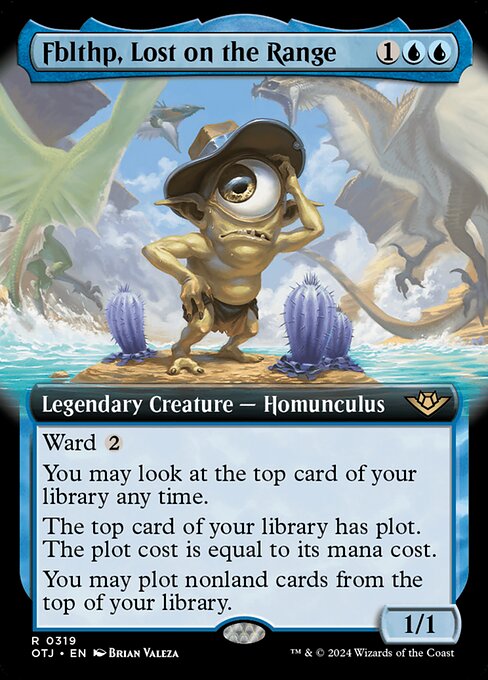 Fblthp, Lost on the Range 1
Legendary Creature — Homunculus
Ward 2
You may look at the top card of your
library any time.
The top card of your library has plot.
The plot cost is equal to its mana cost.
You may plot nonland cards from the
top of your library.
1/1
R 0319
OTJ • EN Brian Valeza
™ & © 2024 Wizards of the Coast